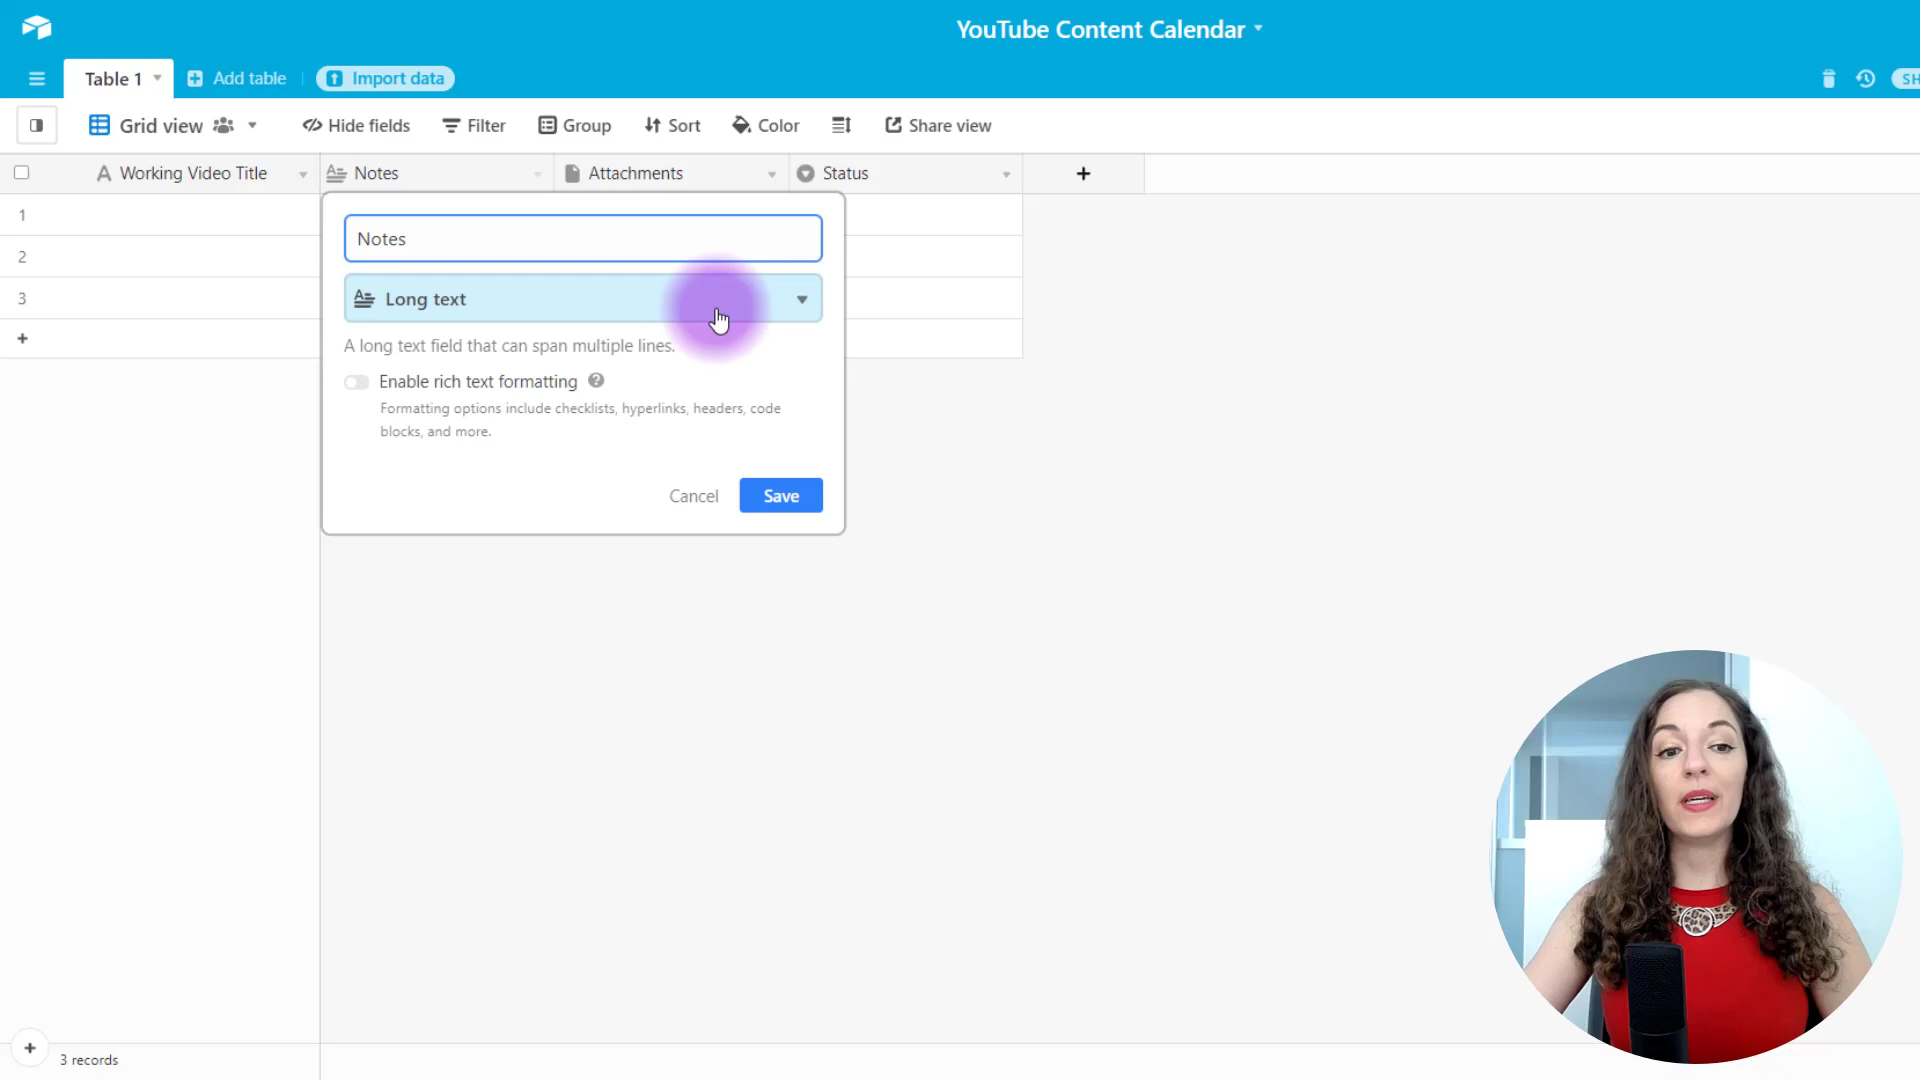 YouTube Content Calendar
Table 1
Add table
Import data
SH
Grid view
Hide fields
Filter
Group
Sort
Color
Share view
Working Video Title
Notes
Attachments
Status
1
2
3
Notes
Long text
A long text field that can span multiple lines.
Enable rich text formatting
Formatting options include checklists, hyperlinks, headers, code
blocks, and more.
Cancel
Save
3 records